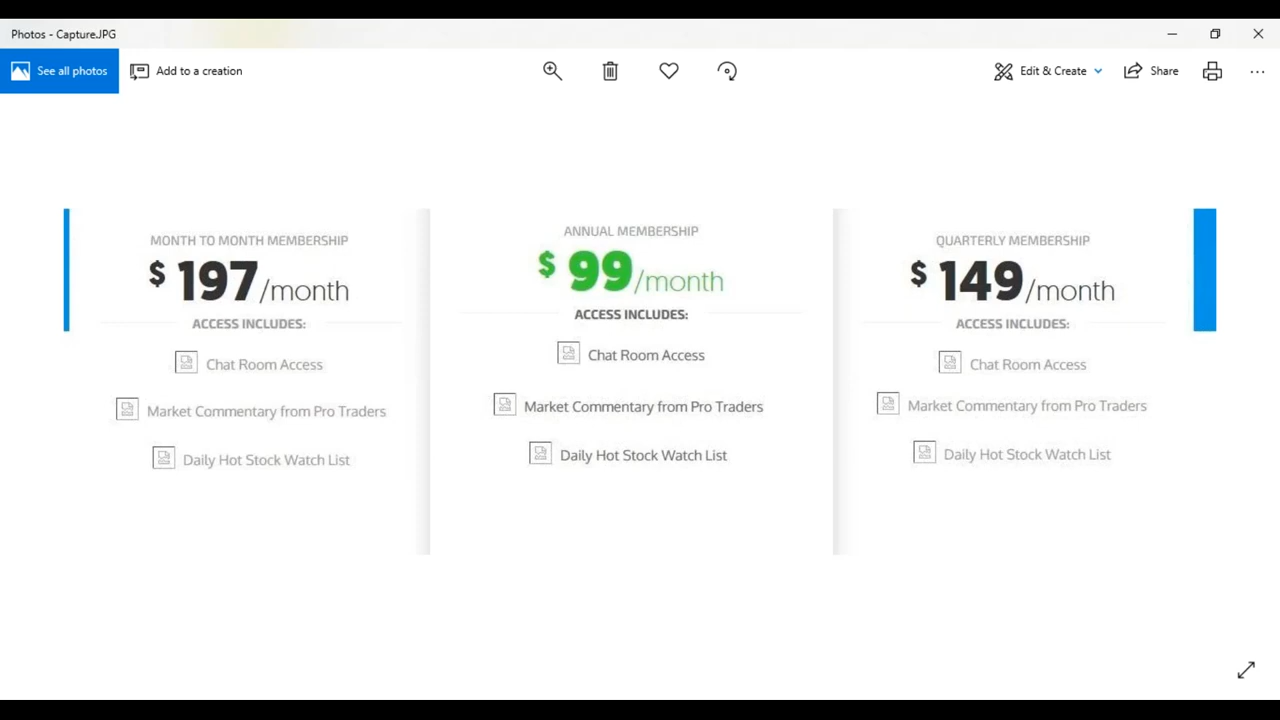 Photos - Capture.JPG
See all photos
Add to a creation
Edit & Create
Share
MONTH TO MONTH MEMBERSHIP
$ 197/month
ACCESS INCLUDES:
Chat Room Access
Market Commentary from Pro Traders
Daily Hot Stock Watch List
ANNUAL MEMBERSHIP
$ 99/month
ACCESS INCLUDES:
Chat Room Access
Market Commentary from Pro Traders
Daily Hot Stock Watch List
QUARTERLY MEMBERSHIP
$ 149/month
ACCESS INCLUDES:
Chat Room Access
Market Commentary from Pro Traders
Daily Hot Stock Watch List